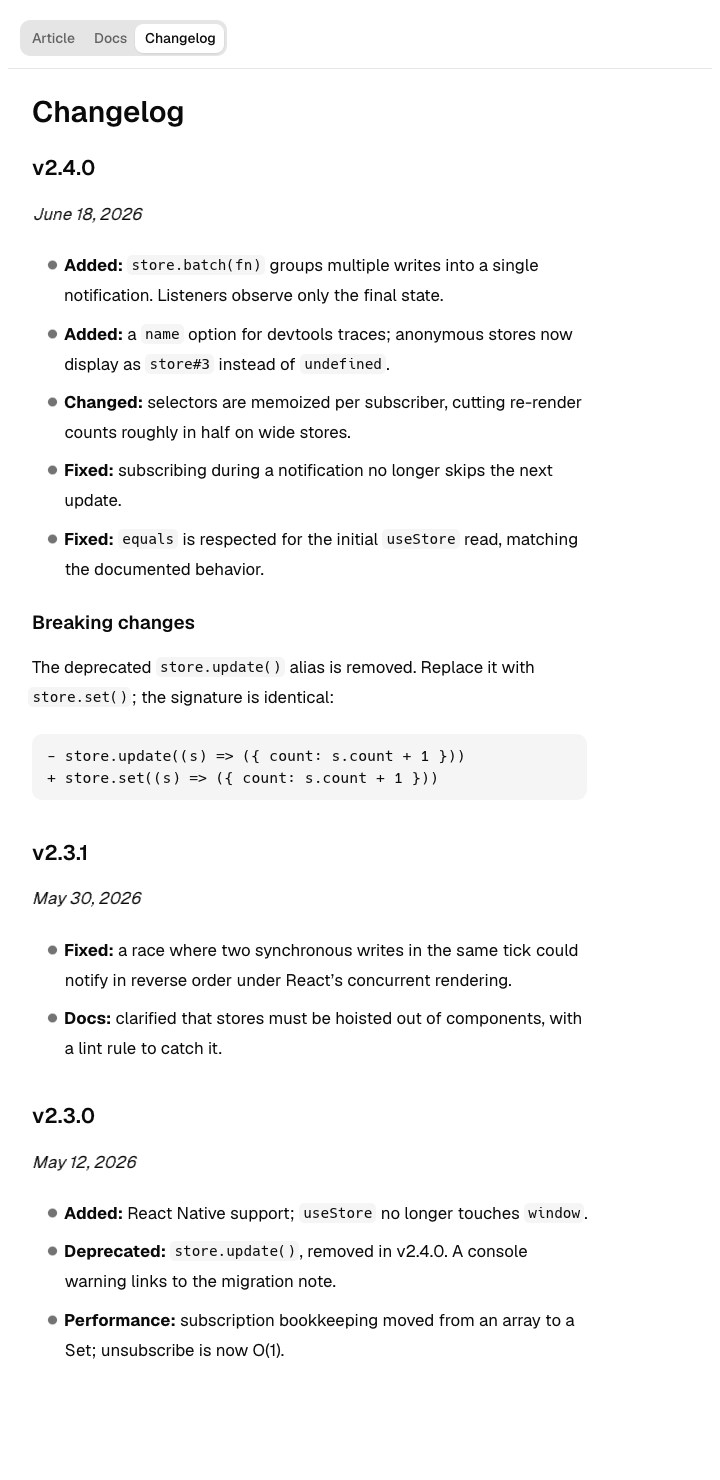 Article Docs Changelog
Changelog
v2.4.0
June 18, 2026
Added: store.batch(fn) groups multiple writes into a single
notification. Listeners observe only the final state.
Added: a name option for devtools traces; anonymous stores now
display as store#3 instead of undefined.
Changed: selectors are memoized per subscriber, cutting re-render
counts roughly in half on wide stores.
Fixed: subscribing during a notification no longer skips the next
update.
Fixed: equals is respected for the initial useStore read, matching
the documented behavior.
Breaking changes
The deprecated store.update() alias is removed. Replace it with
store.set(); the signature is identical:
- store.update((s) => ({ count: s.count + 1 }))
+ store.set((s) => ({ count: s.count + 1 }))
v2.3.1
May 30, 2026
Fixed: a race where two synchronous writes in the same tick could
notify in reverse order under React’s concurrent rendering.
Docs: clarified that stores must be hoisted out of components, with
a lint rule to catch it.
v2.3.0
May 12, 2026
Added: React Native support; useStore no longer touches window.
Deprecated: store.update(), removed in v2.4.0. A console
warning links to the migration note.
Performance: subscription bookkeeping moved from an array to a
Set; unsubscribe is now O(1).